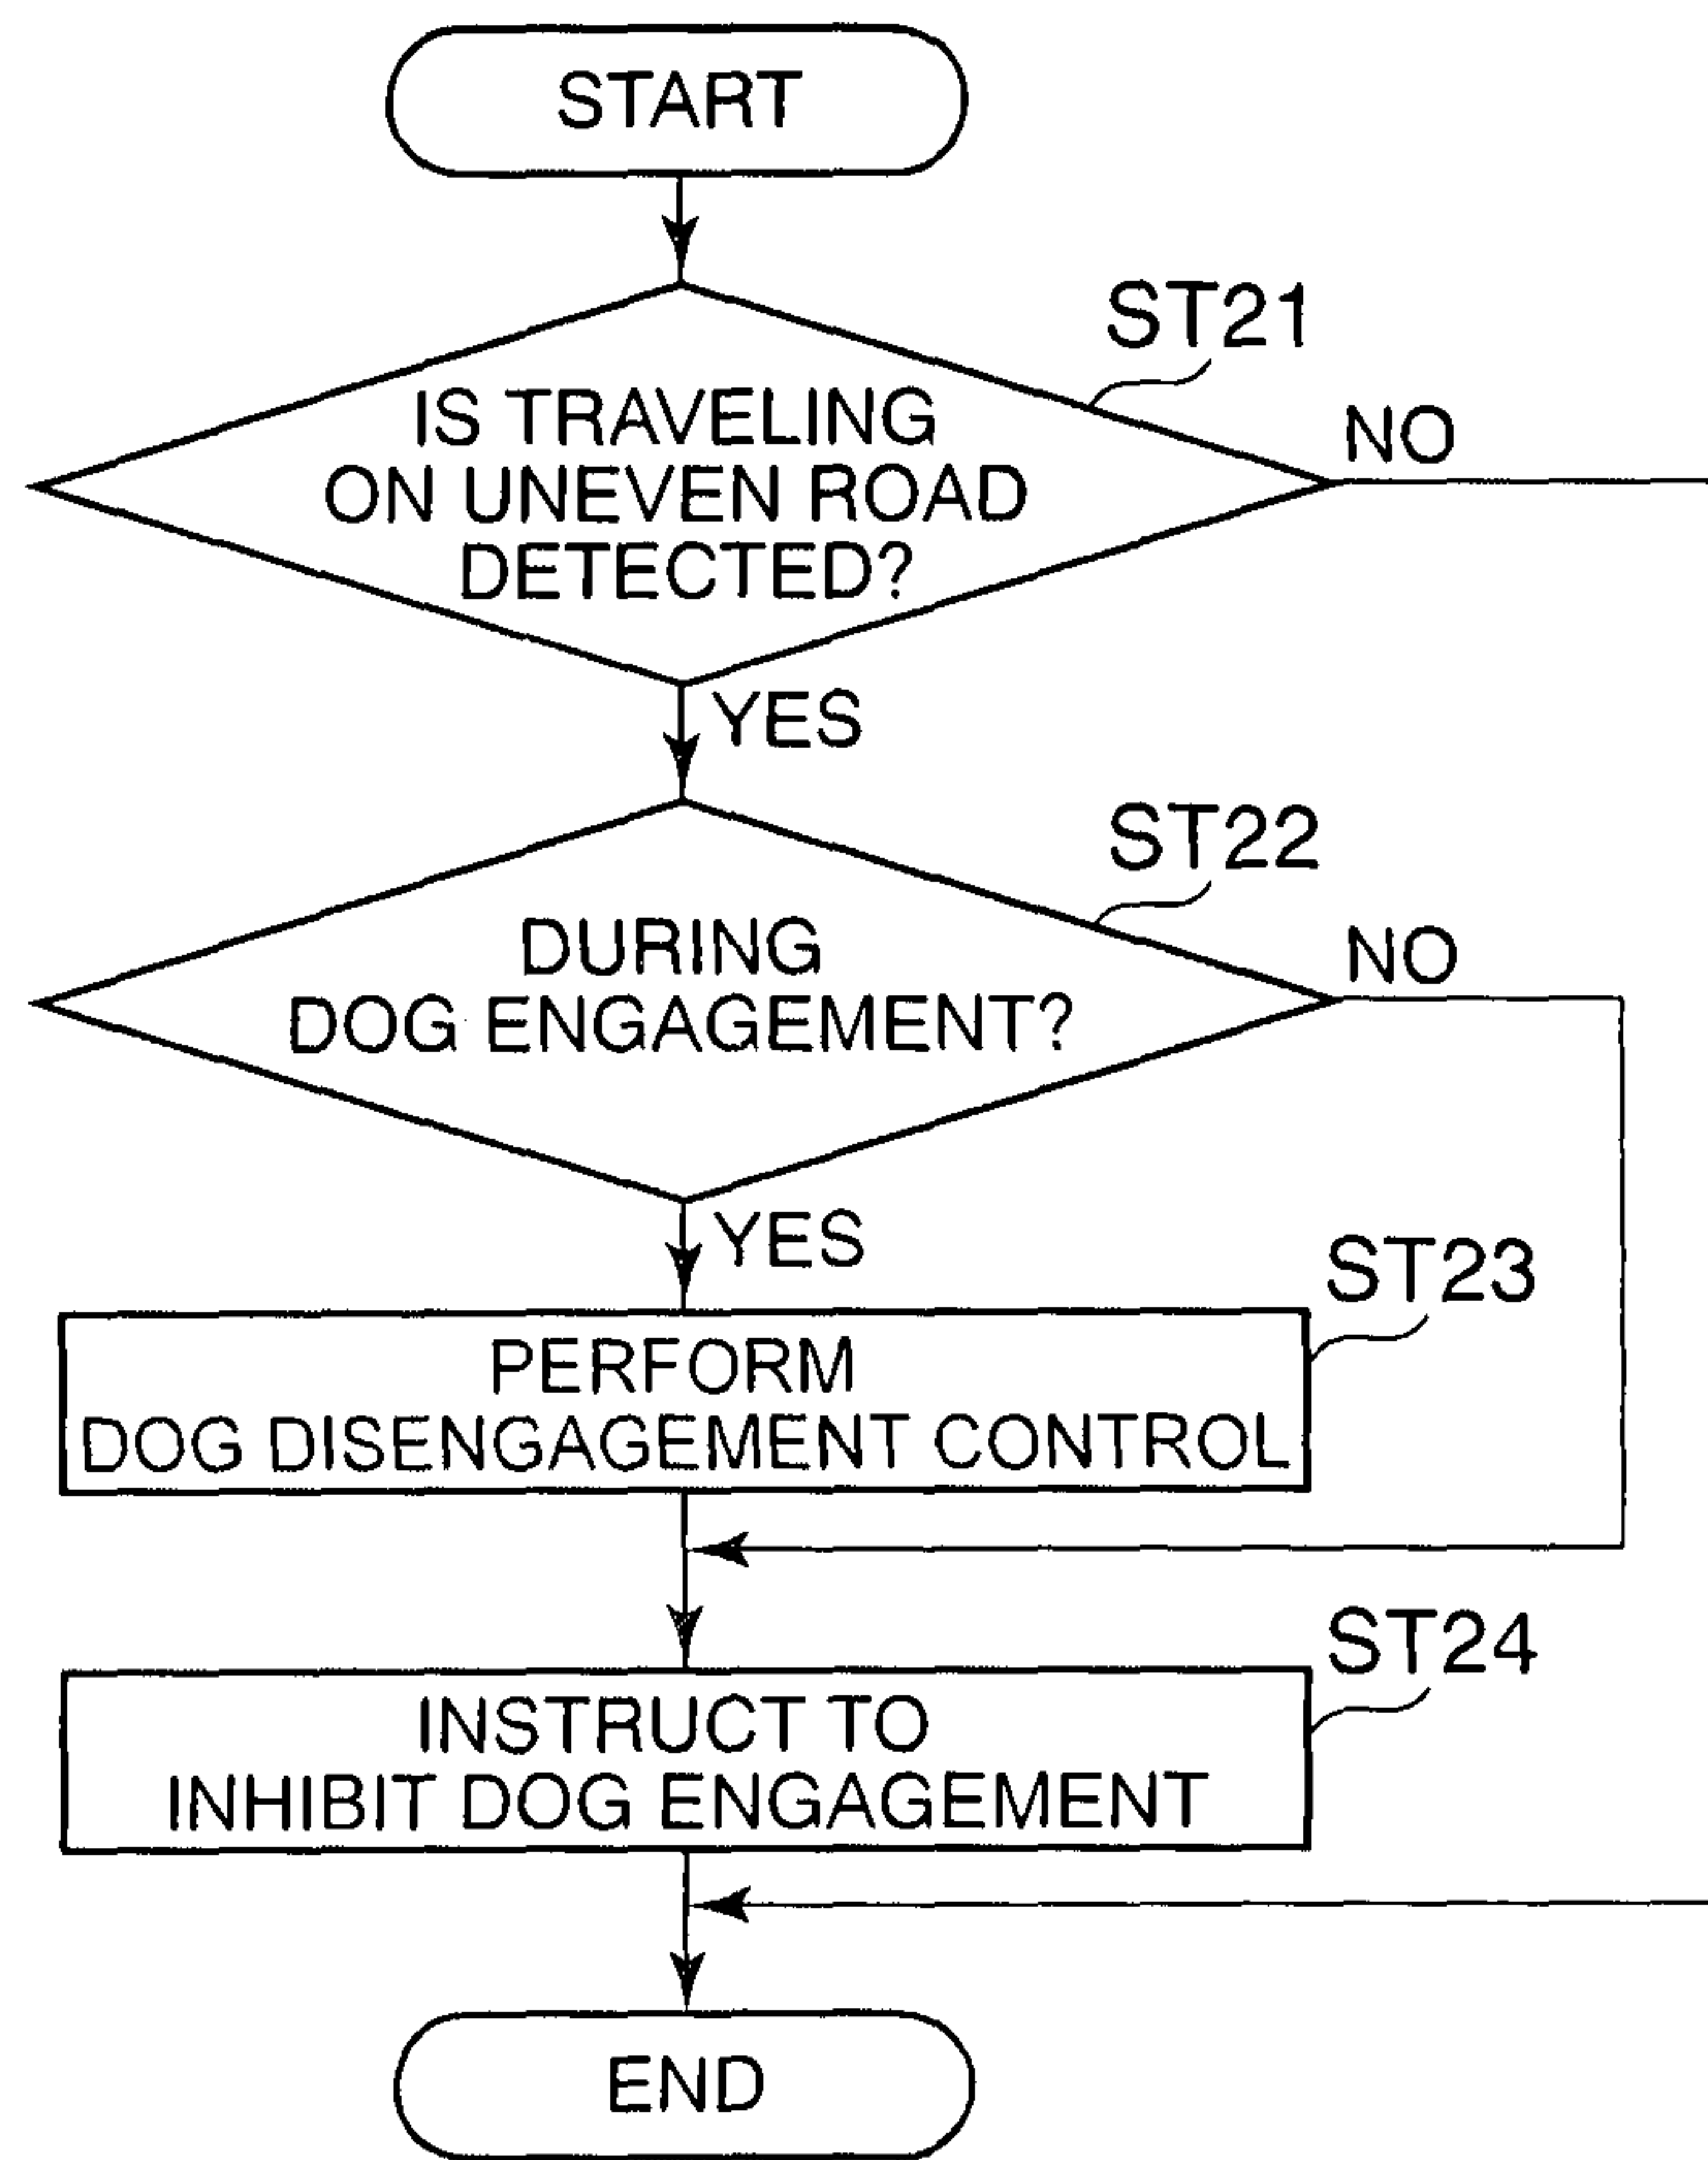 START
ST21
IS TRAVELING
ON UNEVEN ROAD
DETECTED?
NO
YES
ST22
DURING
DOG ENGAGEMENT?
NO
YES
ST23
PERFORM
DOG DISENGAGEMENT CONTROL
ST24
INSTRUCT TO
INHIBIT DOG ENGAGEMENT
END